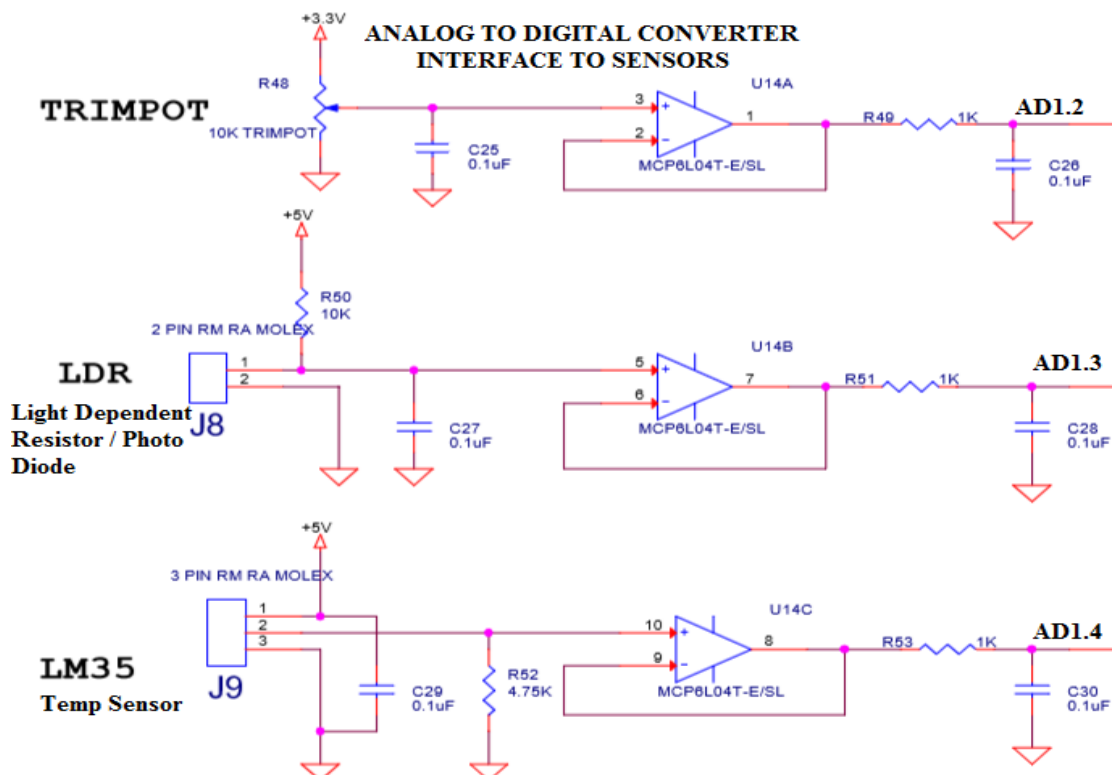 +3.3V
ANALOG TO DIGITAL CONVERTER
INTERFACE TO SENSORS
R48
U14A
TRIMPOT
3
+
1
R49
1K
AD1.2
10K TRIMPOT
2
−
C25
0.1uF
MCP6L04T-E/SL
C26
0.1uF
+5V
R50
10K
2 PIN RM RA MOLEX
U14B
LDR
1
2
5
+
7
R51
1K
AD1.3
6
−
Light Dependent
Resistor / Photo
Diode
J8
C27
0.1uF
MCP6L04T-E/SL
C28
0.1uF
+5V
3 PIN RM RA MOLEX
U14C
1
2
3
10
+
8
R53
1K
AD1.4
9
−
LM35
Temp Sensor
J9
C29
0.1uF
R52
4.75K
MCP6L04T-E/SL
C30
0.1uF